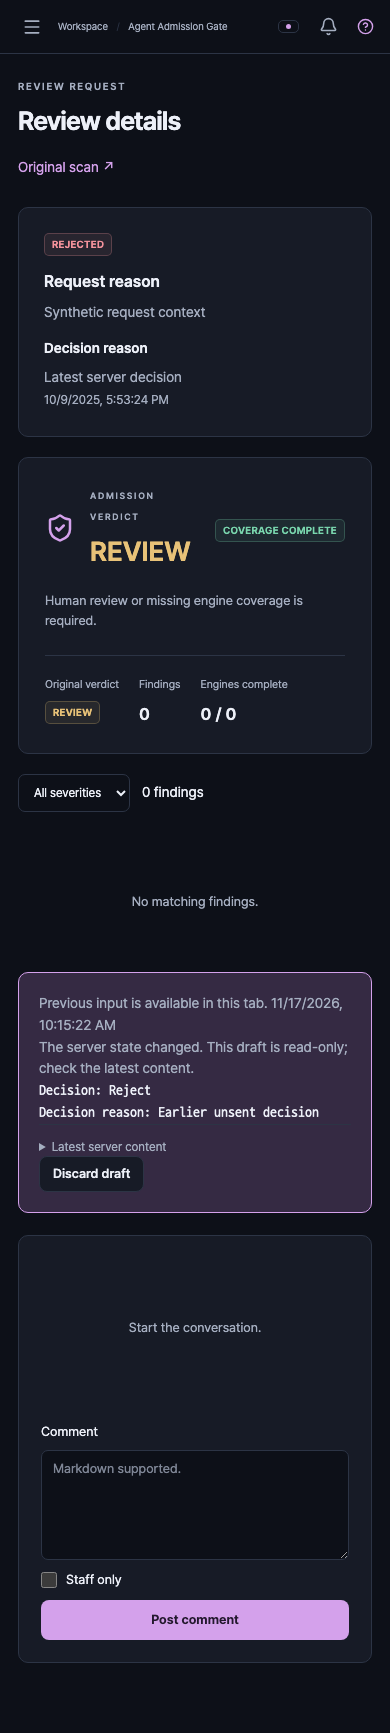 Workspace / Agent Admission Gate
REVIEW REQUEST
Review details
Original scan ↗
REJECTED
Request reason
Synthetic request context
Decision reason
Latest server decision
10/9/2025, 5:53:24 PM
ADMISSION
VERDICT
REVIEW
COVERAGE COMPLETE
Human review or missing engine coverage is
required.
Original verdict Findings Engines complete
REVIEW 0 0 / 0
All severities 0 findings
No matching findings.
Previous input is available in this tab. 11/17/2026,
10:15:22 AM
The server state changed. This draft is read-only;
check the latest content.
Decision: Reject
Decision reason: Earlier unsent decision
Latest server content
Discard draft
Start the conversation.
Comment
Markdown supported.
Staff only
Post comment